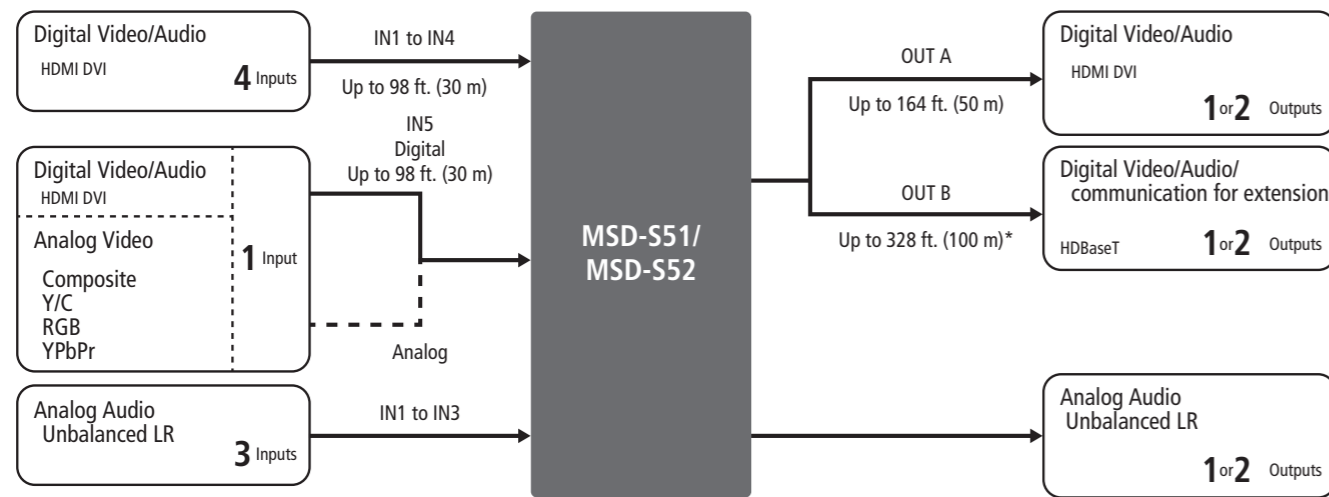 Digital Video/Audio
HDMI DVI
4 Inputs
IN1 to IN4
Up to 98 ft. (30 m)
Digital Video/Audio
HDMI DVI
Analog Video
Composite
Y/C
RGB
YPbPr
1 Input
IN5
Digital
Up to 98 ft. (30 m)
Analog
Analog Audio
Unbalanced LR
3 Inputs
IN1 to IN3
MSD-S51/
MSD-S52
OUT A
Up to 164 ft. (50 m)
Digital Video/Audio
HDMI DVI
1 or 2 Outputs
OUT B
Up to 328 ft. (100 m)*
Digital Video/Audio/
communication for extension
HDBaseT
1 or 2 Outputs
Analog Audio
Unbalanced LR
1 or 2 Outputs